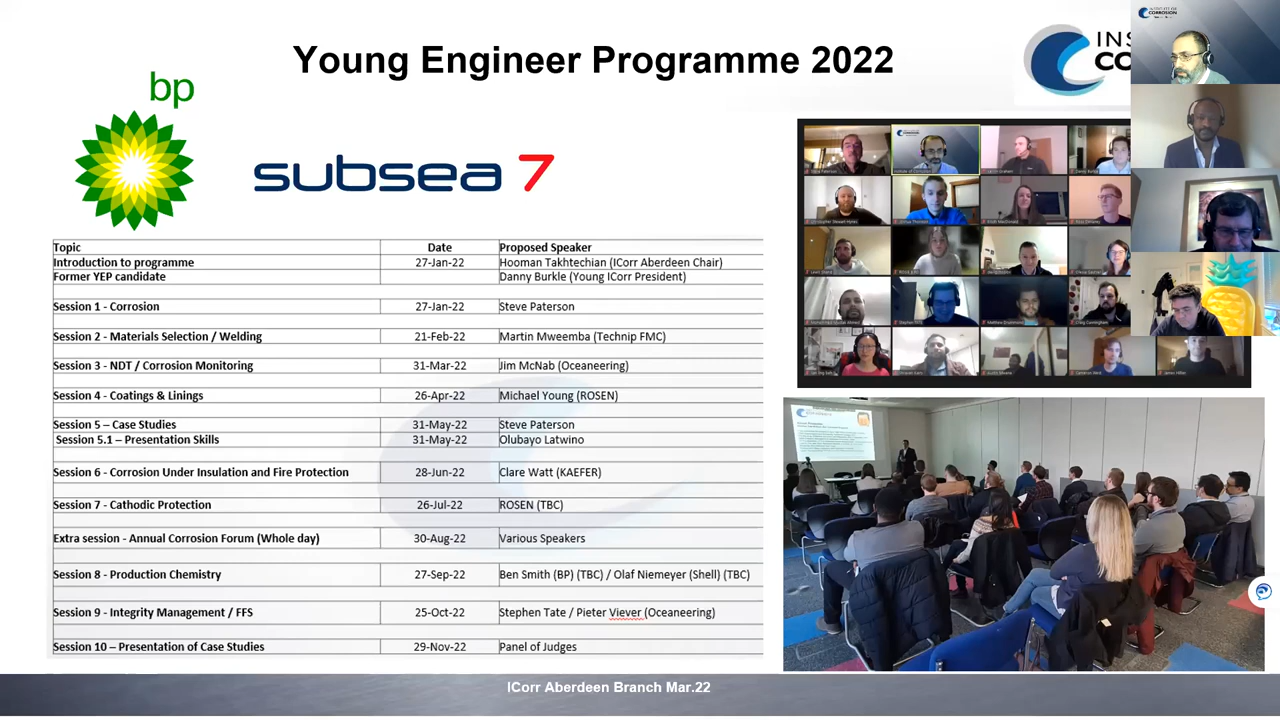 Young Engineer Programme 2022
INS
CO
INSTITUTE OF
CORROSION
bp
subsea 7
Topic Date Proposed Speaker
Introduction to programme 27-Jan-22 Hooman Takhtechian (ICorr Aberdeen Chair)
Former YEP candidate Danny Burkle (Young ICorr President)
Session 1 - Corrosion 27-Jan-22 Steve Paterson
Session 2 - Materials Selection / Welding 21-Feb-22 Martin Mweemba (Technip FMC)
Session 3 - NDT / Corrosion Monitoring 31-Mar-22 Jim McNab (Oceaneering)
Session 4 - Coatings & Linings 26-Apr-22 Michael Young (ROSEN)
Session 5 – Case Studies 31-May-22 Steve Paterson
Session 5.1 – Presentation Skills 31-May-22 Olubayo Latwino
Session 6 - Corrosion Under Insulation and Fire Protection 28-Jun-22 Clare Watt (KAEFER)
Session 7 - Cathodic Protection 26-Jul-22 ROSEN (TBC)
Extra session - Annual Corrosion Forum (Whole day) 30-Aug-22 Various Speakers
Session 8 - Production Chemistry 27-Sep-22 Ben Smith (BP) (TBC) / Olaf Niemeyer (Shell) (TBC)
Session 9 - Integrity Management / FFS 25-Oct-22 Stephen Tate / Pieter Viever (Oceaneering)
Session 10 – Presentation of Case Studies 29-Nov-22 Panel of Judges
ICorr Aberdeen Branch Mar.22